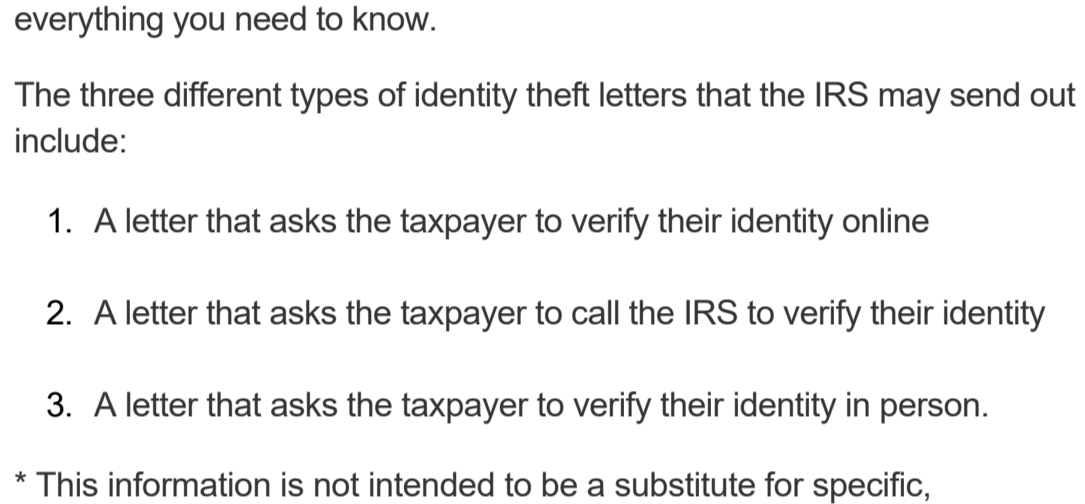 everything you need to know.
The three different types of identity theft letters that the IRS may send out
include:
1. A letter that asks the taxpayer to verify their identity online
2. A letter that asks the taxpayer to call the IRS to verify their identity
3. A letter that asks the taxpayer to verify their identity in person.
* This information is not intended to be a substitute for specific,